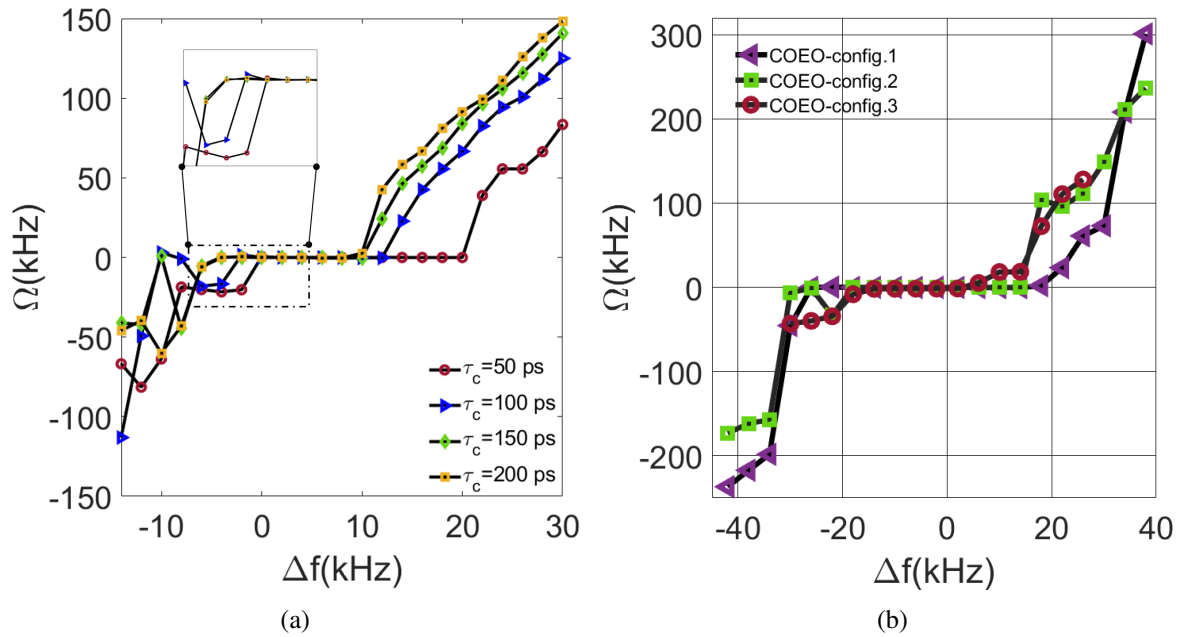 150
100
50
0
-50
-100
-150
Ω(kHz)
-10 0 10 20 30
Δf(kHz)
τc=50 ps
τc=100 ps
τc=150 ps
τc=200 ps
(a)
300
200
100
0
-100
-200
Ω(kHz)
COEO-config.1
COEO-config.2
COEO-config.3
-40 -20 0 20 40
Δf(kHz)
(b)